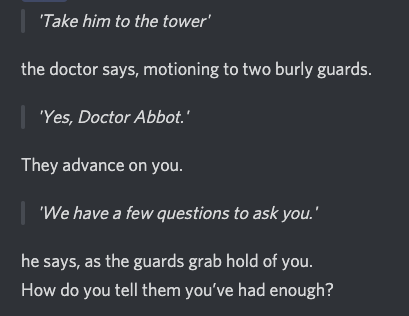 'Take him to the tower'
the doctor says, motioning to two burly guards.
'Yes, Doctor Abbot.'
They advance on you.
'We have a few questions to ask you.'
he says, as the guards grab hold of you.
How do you tell them you've had enough?